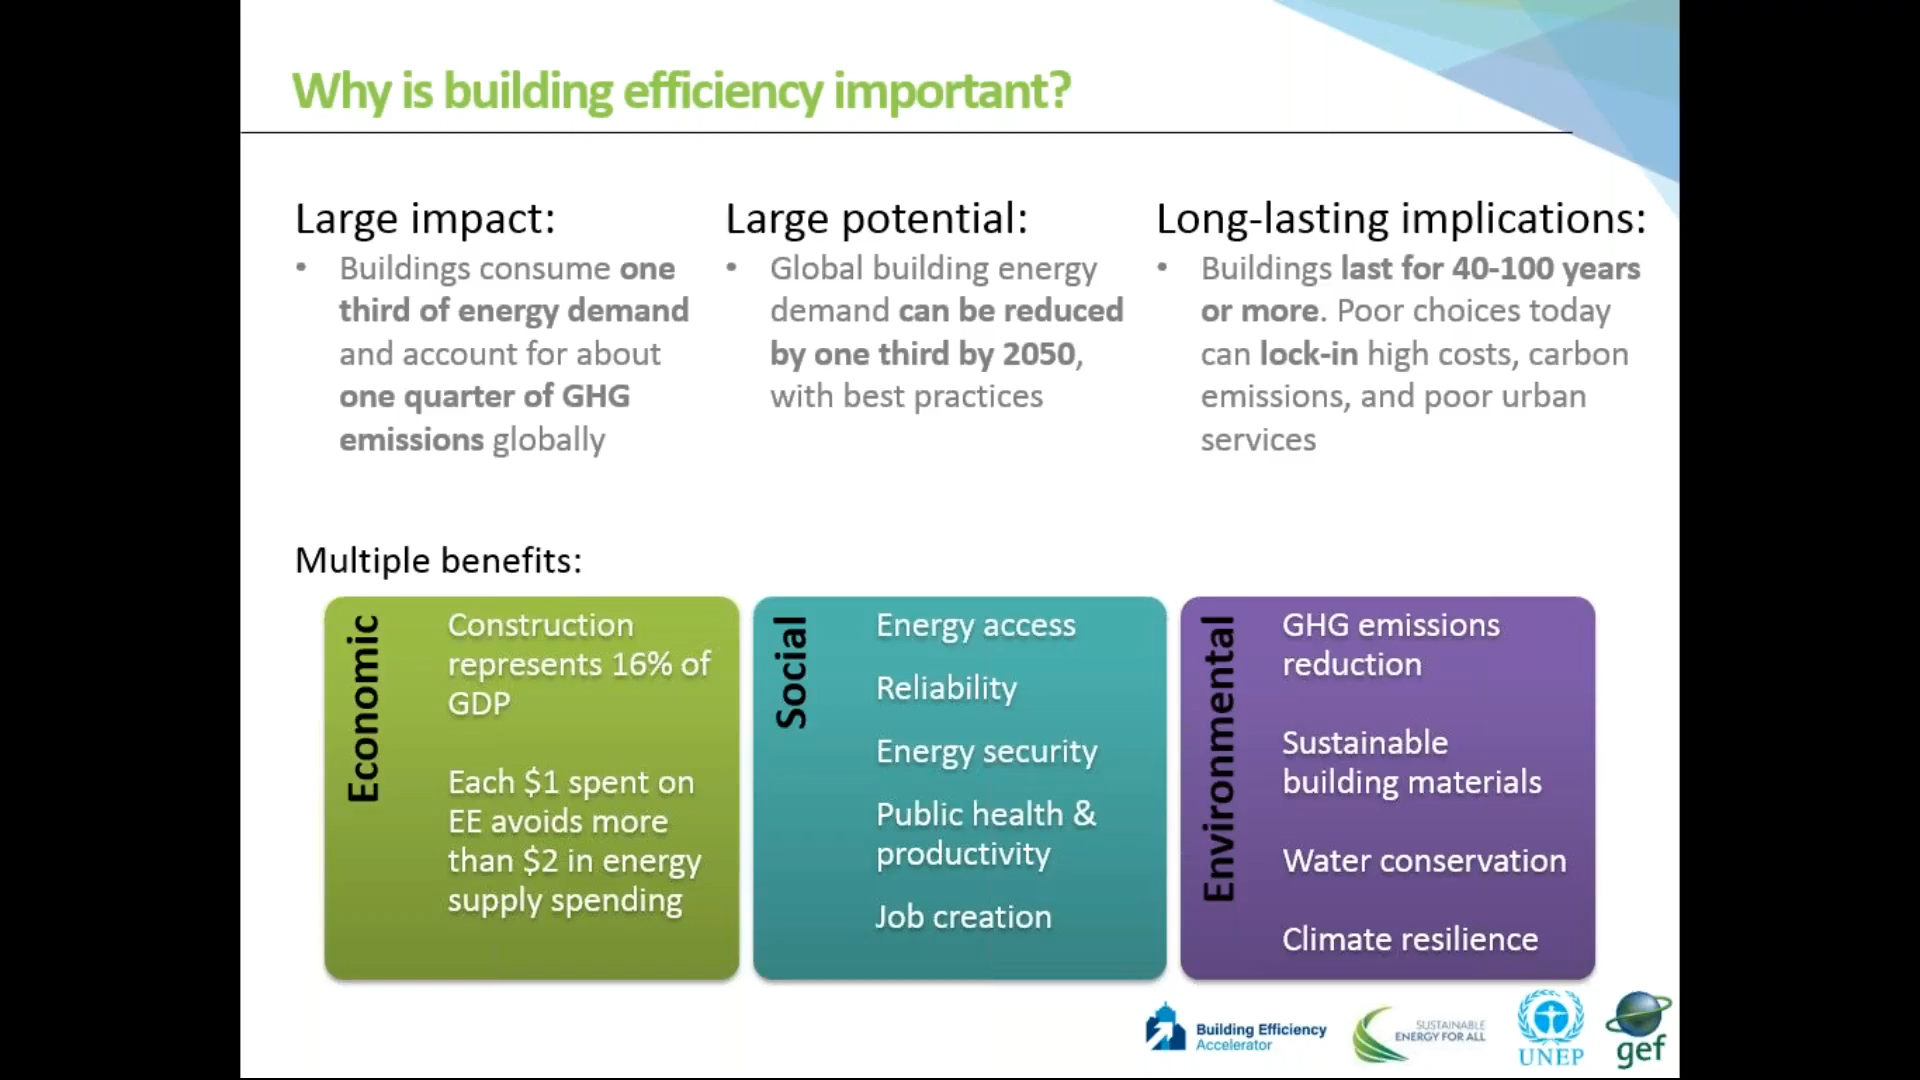 Why is building efficiency important?
Large impact:
• Buildings consume one
third of energy demand
and account for about
one quarter of GHG
emissions globally
Large potential:
• Global building energy
demand can be reduced
by one third by 2050,
with best practices
Long-lasting implications:
• Buildings last for 40-100 years
or more. Poor choices today
can lock-in high costs, carbon
emissions, and poor urban
services
Multiple benefits:
Economic
Construction
represents 16% of
GDP
Each $1 spent on
EE avoids more
than $2 in energy
supply spending
Social
Energy access
Reliability
Energy security
Public health &
productivity
Job creation
Environmental
GHG emissions
reduction
Sustainable
building materials
Water conservation
Climate resilience
Building Efficiency
Accelerator
SUSTAINABLE
ENERGY FOR ALL
UNEP
gef